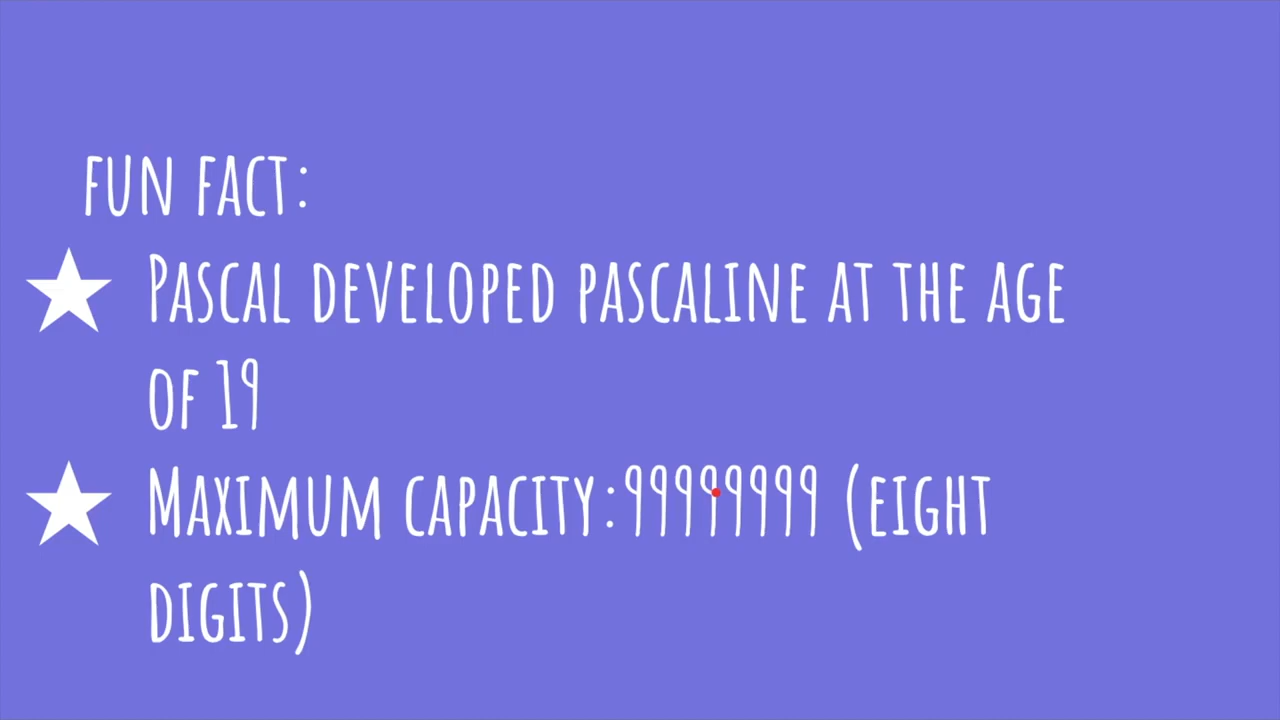 FUN FACT:
PASCAL DEVELOPED PASCALINE AT THE AGE
OF 19
MAXIMUM CAPACITY:99999999 (EIGHT
DIGITS)